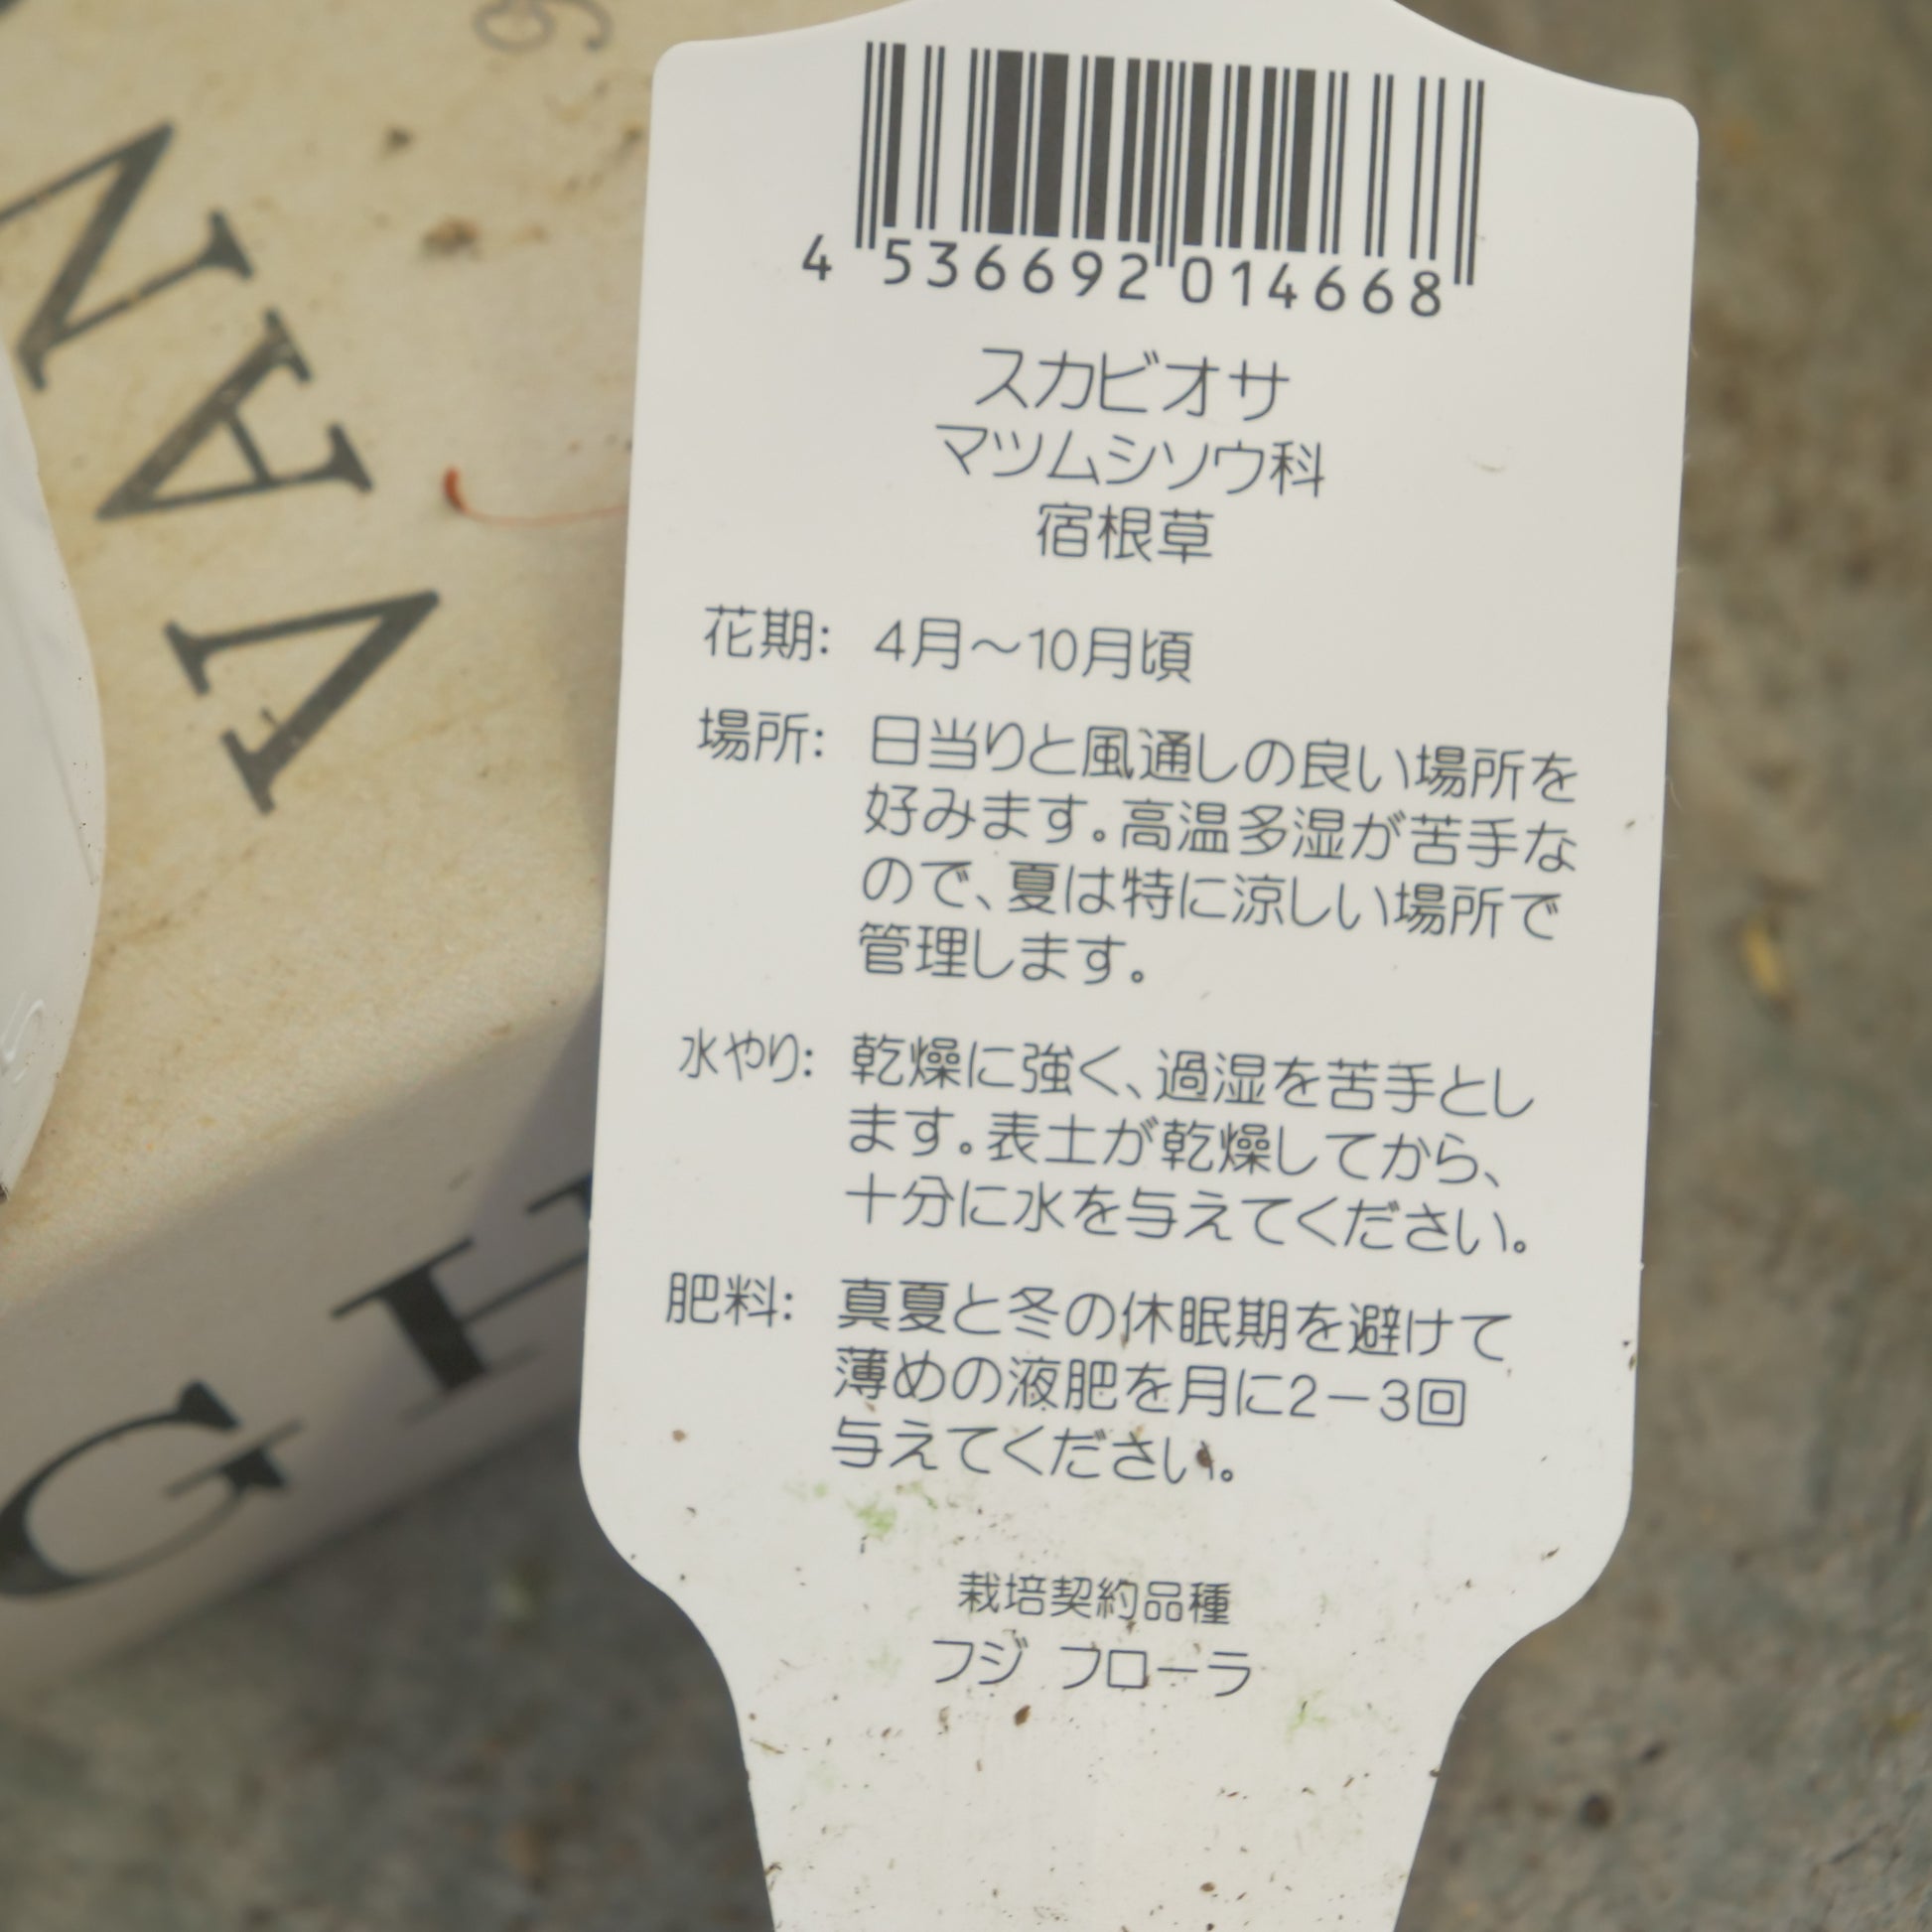 4 536692 014668
スカビオサ
マツムシソウ科
宿根草
花期: 4月～10月頃
場所: 日当りと風通しの良い場所を
好みます。高温多湿が苦手な
ので、夏は特に涼しい場所で
管理します。
水やり: 乾燥に強く、過湿を苦手とし
ます。表土が乾燥してから、
十分に水を与えてください。
肥料: 真夏と冬の休眠期を避けて
薄めの液肥を月に2－3回
与えてください。
栽培契約品種
フジ フローラ